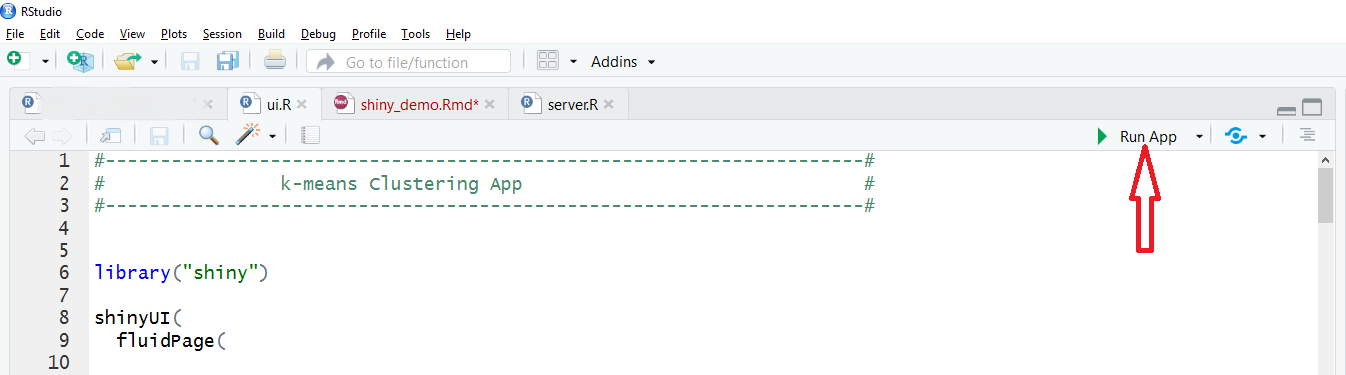 RStudio
File Edit Code View Plots Session Build Debug Profile Tools Help
Go to file/function Addins
ui.R shiny_demo.Rmd* server.R
Run App
1 #----------------------------------------------------------------------#
2 # k-means Clustering App #
3 #----------------------------------------------------------------------#
4
5
6 library("shiny")
7
8 shinyUI(
9 fluidPage(
10